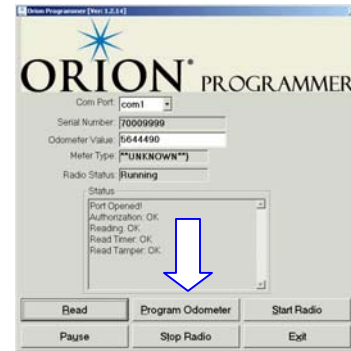 Orion Programmer [Ver: 1.2.14]
ORION® PROGRAMMER
Com Port: com1
Serial Number: 70009999
Odometer Value: 5644490
Meter Type: **UNKNOWN**)
Radio Status: Running
Status
Port Opened!
Authorization: OK
Reading: OK
Read Timer: OK
Read Tamper: OK
Read Program Odometer Start Radio
Pause Stop Radio Exit